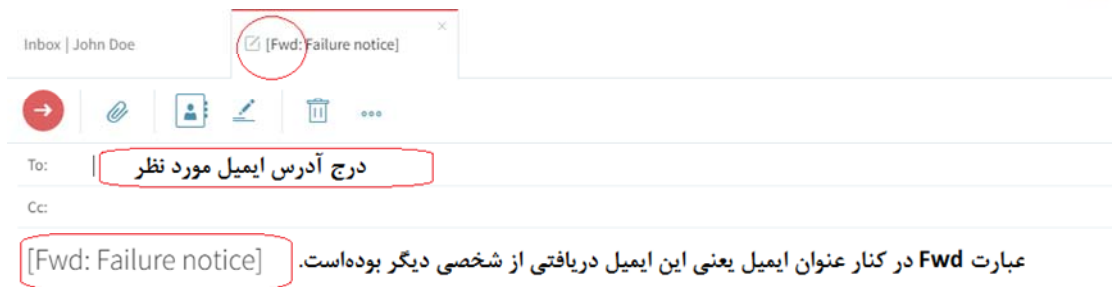 Inbox | John Doe
[Fwd: Failure notice]
To:
درج آدرس ایمیل مورد نظر
Cc:
[Fwd: Failure notice]
عبارت Fwd در کنار عنوان ایمیل یعنی این ایمیل دریافتی از شخصی دیگر بوده‌است.